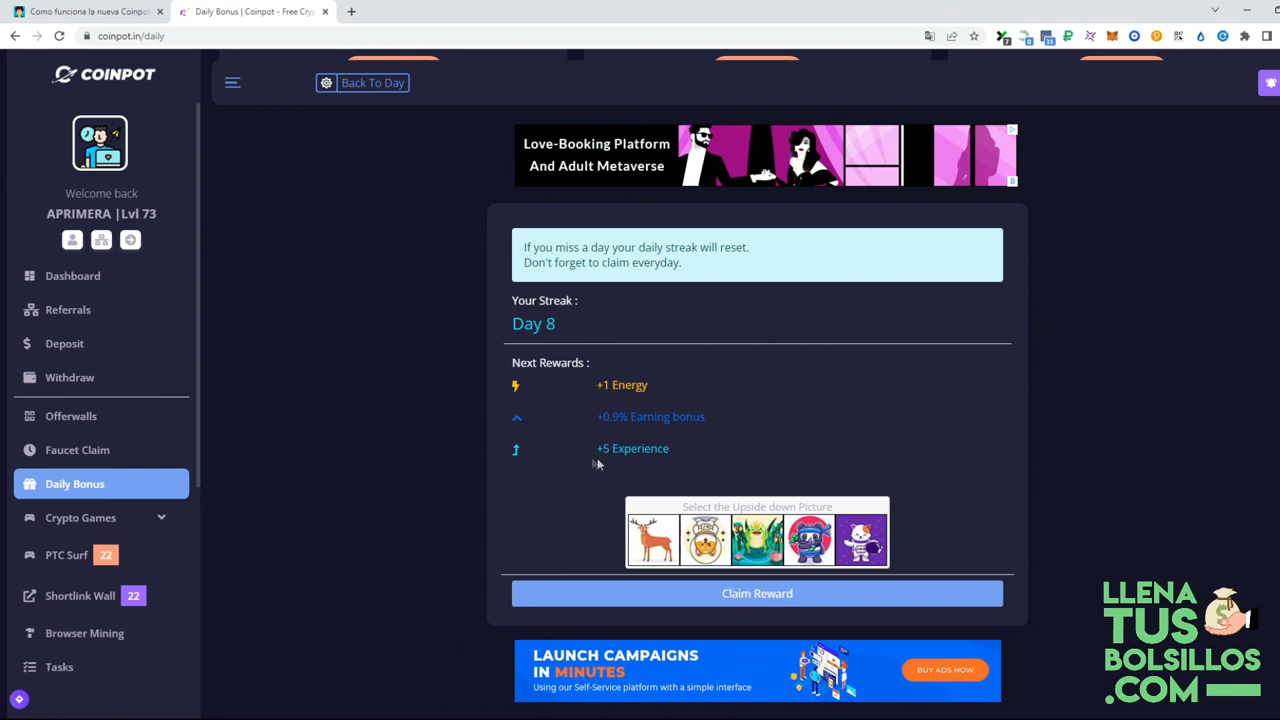 Como funciona la nueva Coinpot
Daily Bonus | Coinpot - Free Cryp
coinpot.in/daily
7
8
31
COINPOT
Back To Day
Welcome back
APRIMERA |Lvl 73
Dashboard
Referrals
Deposit
Withdraw
Offerwalls
Faucet Claim
Daily Bonus
Crypto Games
PTC Surf 22
Shortlink Wall 22
Browser Mining
Tasks
Love-Booking Platform
And Adult Metaverse
If you miss a day your daily streak will reset.
Don't forget to claim everyday.
Your Streak :
Day 8
Next Rewards :
+1 Energy
+0.9% Earning bonus
+5 Experience
Select the Upside down Picture
Claim Reward
LAUNCH CAMPAIGNS
IN MINUTES
Using our Self-Service platform with a simple interface
BUY ADS NOW
LLENA
TUS
BOLSILLOS
.COM